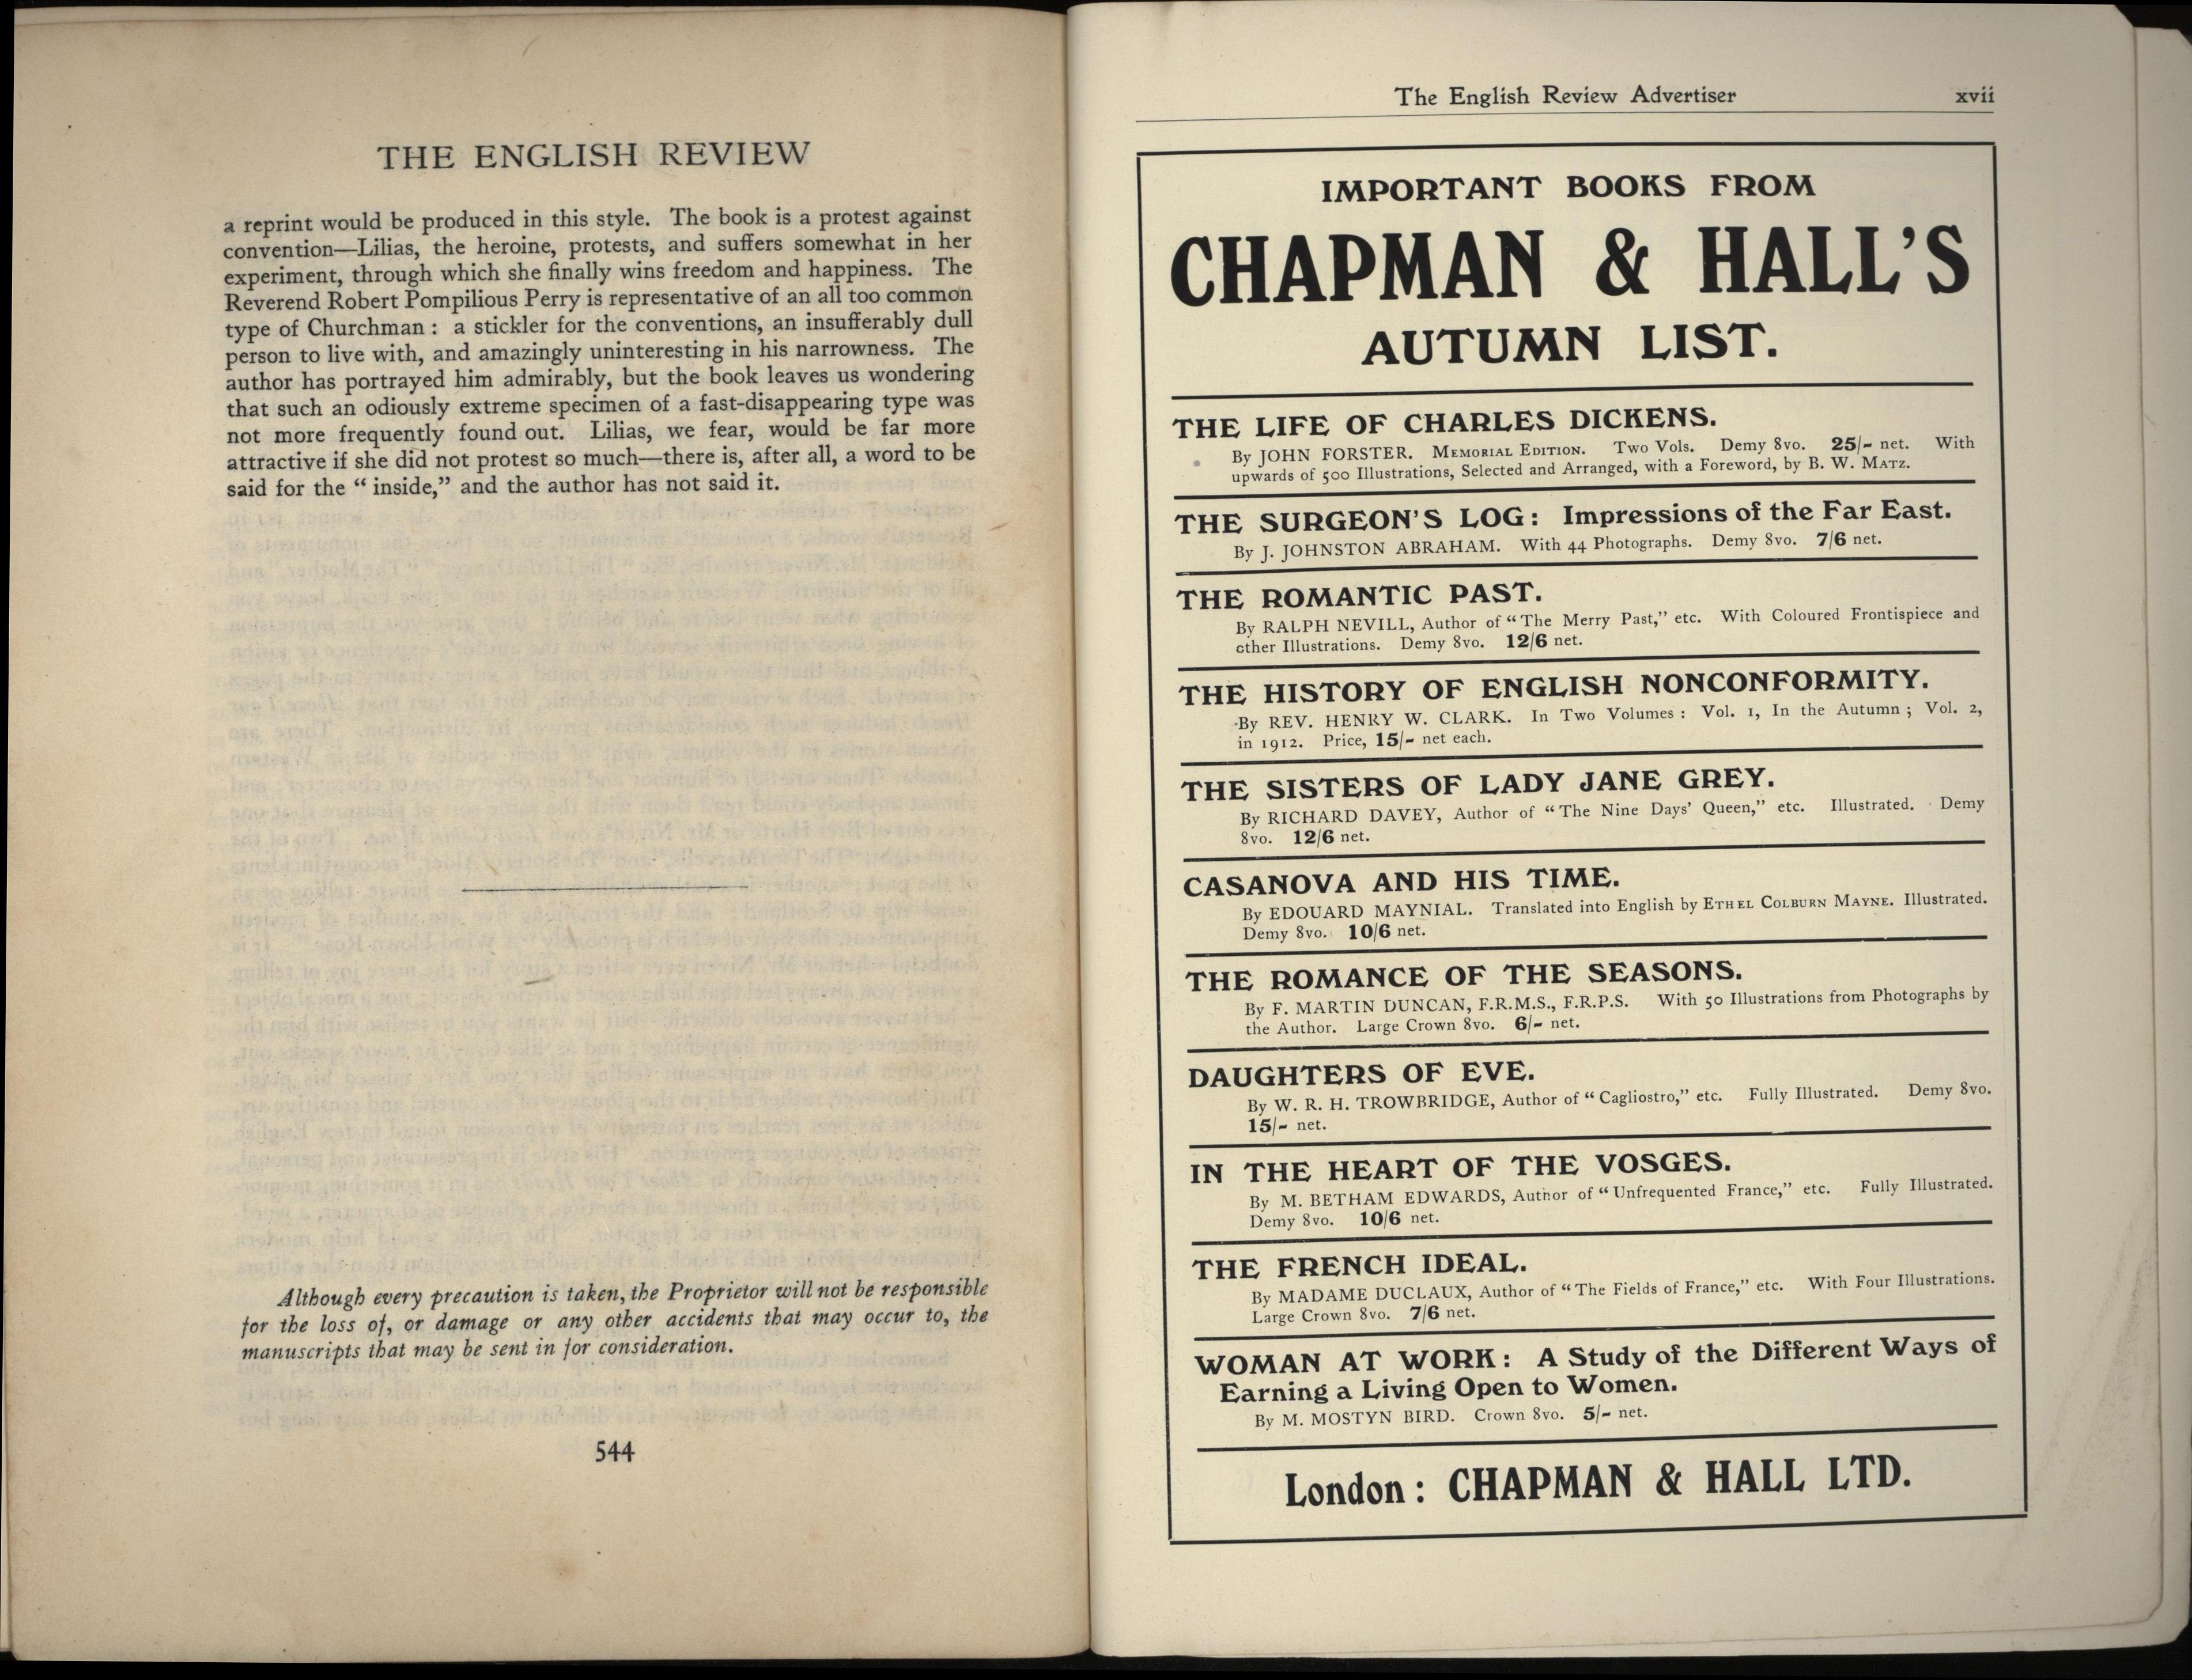 THE ENGLISH REVIEW
a reprint would be produced in this style. The book is a protest against
convention—Lilias, the heroine, protests, and suffers somewhat in her
experiment, through which she finally wins freedom and happiness. The
Reverend Robert Pompilious Perry is representative of an all too common
type of Churchman : a stickler for the conventions, an insufferably dull
person to live with, and amazingly uninteresting in his narrowness. The
author has portrayed him admirably, but the book leaves us wondering
that such an odiously extreme specimen of a fast-disappearing type was
not more frequently found out. Lilias, we fear, would be far more
attractive if she did not protest so much—there is, after all, a word to be
said for the “ inside,” and the author has not said it.
Although every precaution is taken, the Proprietor will not be responsible
for the loss of, or damage or any other accidents that may occur to, the
manuscripts that may be sent in for consideration.
544
The English Review Advertiser xvii
IMPORTANT BOOKS FROM
CHAPMAN & HALL'S
AUTUMN LIST.
THE LIFE OF CHARLES DICKENS.
By JOHN FORSTER. MEMORIAL EDITION. Two Vols. Demy 8vo. 25/- net. With
upwards of 500 Illustrations, Selected and Arranged, with a Foreword, by B. W. MATZ.
THE SURGEON'S LOG: Impressions of the Far East.
By J. JOHNSTON ABRAHAM. With 44 Photographs. Demy 8vo. 7/6 net.
THE ROMANTIC PAST.
By RALPH NEVILL, Author of “The Merry Past,” etc. With Coloured Frontispiece and
other Illustrations. Demy 8vo. 12/6 net.
THE HISTORY OF ENGLISH NONCONFORMITY.
By REV. HENRY W. CLARK. In Two Volumes : Vol. 1, In the Autumn ; Vol. 2,
in 1912. Price, 15/- net each.
THE SISTERS OF LADY JANE GREY.
By RICHARD DAVEY, Author of “The Nine Days' Queen,” etc. Illustrated. Demy
8vo. 12/6 net.
CASANOVA AND HIS TIME.
By EDOUARD MAYNIAL. Translated into English by ETHEL COLBURN MAYNE. Illustrated.
Demy 8vo. 10/6 net.
THE ROMANCE OF THE SEASONS.
By F. MARTIN DUNCAN, F.R.M.S., F.R.P.S. With 50 Illustrations from Photographs by
the Author. Large Crown 8vo. 6/- net.
DAUGHTERS OF EVE.
By W. R. H. TROWBRIDGE, Author of “ Cagliostro,” etc. Fully Illustrated. Demy 8vo.
15/- net.
IN THE HEART OF THE VOSGES.
By M. BETHAM EDWARDS, Author of “ Unfrequented France,” etc. Fully Illustrated.
Demy 8vo. 10/6 net.
THE FRENCH IDEAL.
By MADAME DUCLAUX, Author of “The Fields of France,” etc. With Four Illustrations.
Large Crown 8vo. 7/6 net.
WOMAN AT WORK : A Study of the Different Ways of
Earning a Living Open to Women.
By M. MOSTYN BIRD. Crown 8vo. 5/- net.
London : CHAPMAN & HALL LTD.